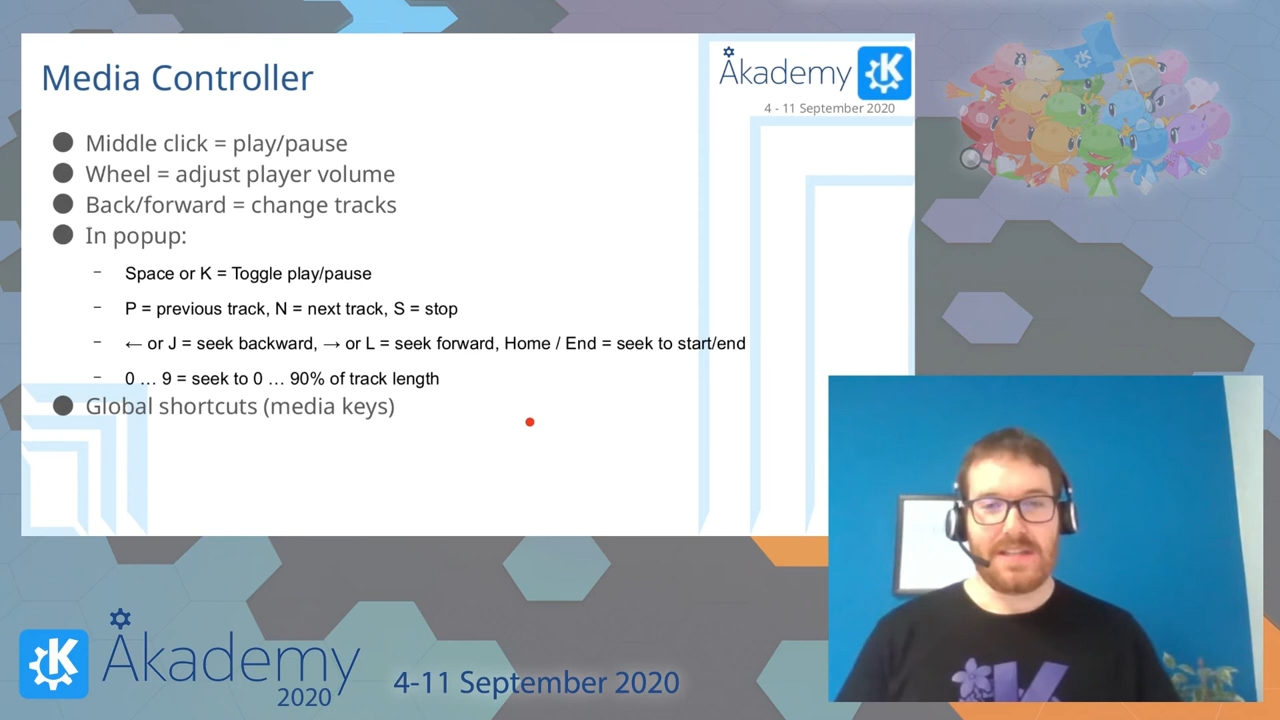 Media Controller
Akademy
4 - 11 September 2020
Middle click = play/pause
Wheel = adjust player volume
Back/forward = change tracks
In popup:
Space or K = Toggle play/pause
P = previous track, N = next track, S = stop
← or J = seek backward, → or L = seek forward, Home / End = seek to start/end
0 … 9 = seek to 0 … 90% of track length
Global shortcuts (media keys)
K
Akademy
2020
4-11 September 2020